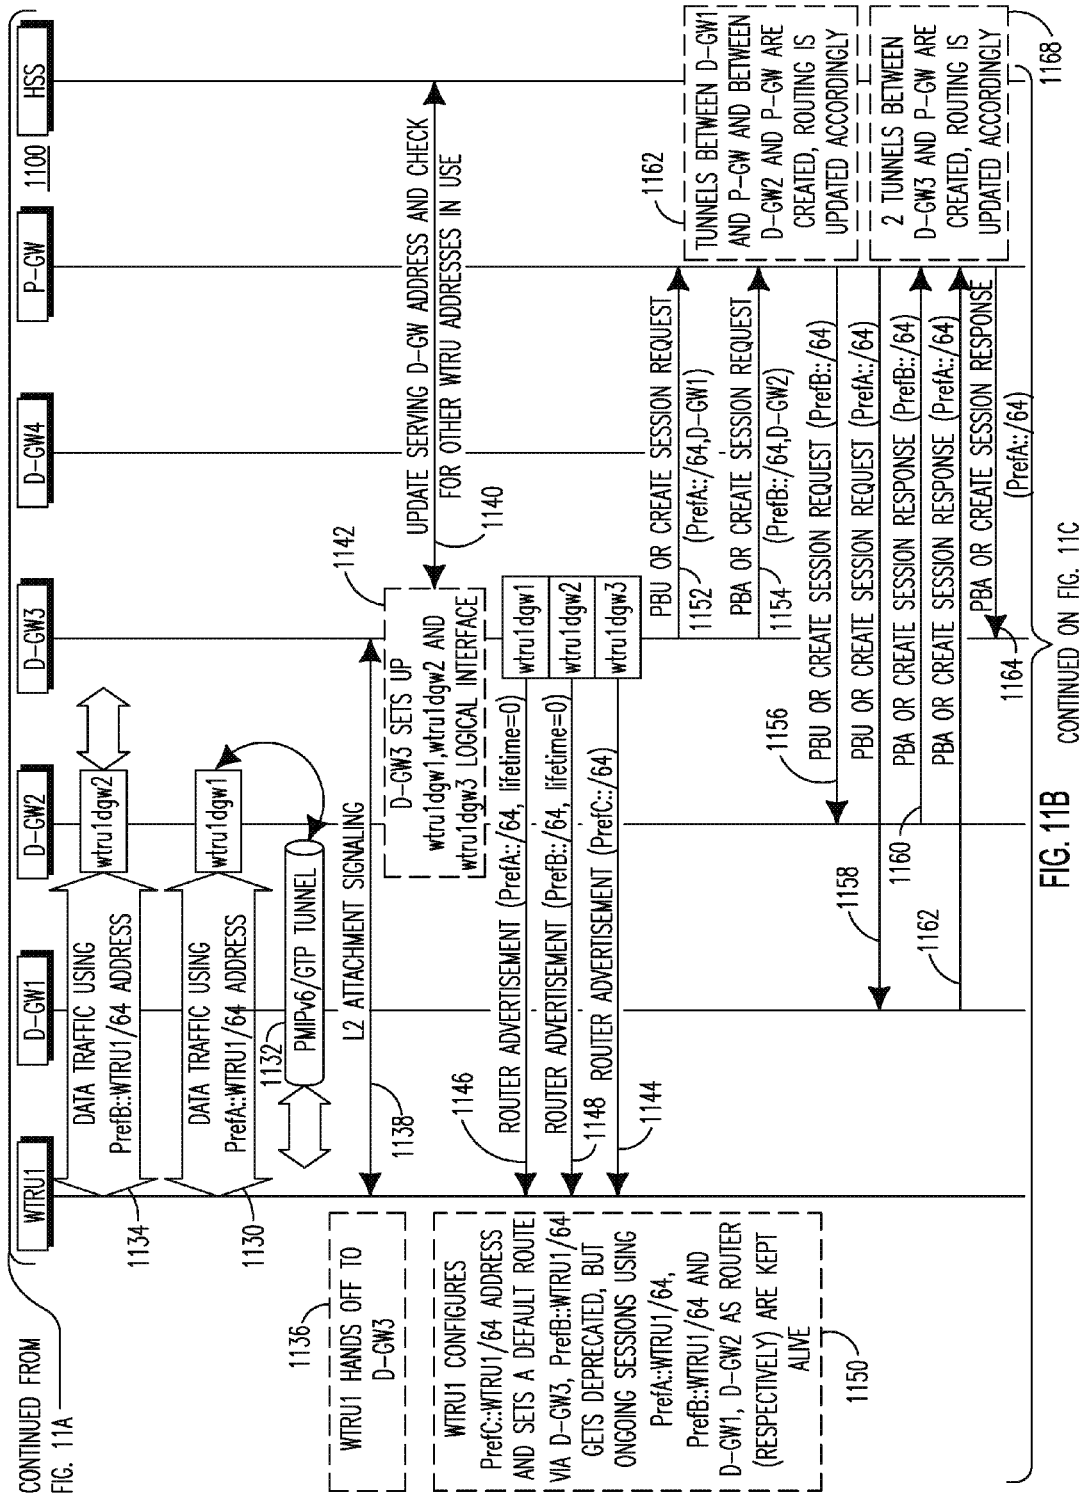 CONTINUED FROM
FIG. 11A
1100
WTRU1
D-GW1
D-GW2
D-GW3
D-GW4
P-GW
HSS
DATA TRAFFIC USING
PrefB::WTRU1/64 ADDRESS
wtru1dgw2
1134
DATA TRAFFIC USING
PrefA::WTRU1/64 ADDRESS
wtru1dgw1
1130
1132
PMIPv6/GTP TUNNEL
1136
WTRU1 HANDS OFF TO
D-GW3
L2 ATTACHMENT SIGNALING
1138
UPDATE SERVING D-GW ADDRESS AND CHECK
FOR OTHER WTRU ADDRESSES IN USE
1140
1142
D-GW3 SETS UP
wtru1dgw1,wtru1dgw2 AND
wtru1dgw3 LOGICAL INTERFACE
WTRU1 CONFIGURES
PrefC::WTRU1/64 ADDRESS
AND SETS A DEFAULT ROUTE
VIA D-GW3, PrefB::WTRU1/64
GETS DEPRECATED, BUT
ONGOING SESSIONS USING
PrefA::WTRU1/64,
PrefB::WTRU1/64 AND
D-GW1, D-GW2 AS ROUTER
(RESPECTIVELY) ARE KEPT
ALIVE
1150
1146
ROUTER ADVERTISEMENT (PrefA::/64, lifetime=0)
wtru1dgw1
ROUTER ADVERTISEMENT (PrefB::/64, lifetime=0)
wtru1dgw2
1148
ROUTER ADVERTISEMENT (PrefC::/64)
wtru1dgw3
1144
PBU OR CREATE SESSION REQUEST
1152
(PrefA::/64,D-GW1)
PBA OR CREATE SESSION REQUEST
1154
(PrefB::/64,D-GW2)
1162
TUNNELS BETWEEN D-GW1
AND P-GW AND BETWEEN
D-GW2 AND P-GW ARE
CREATED, ROUTING IS
UPDATED ACCORDINGLY
1156
PBU OR CREATE SESSION REQUEST (PrefB::/64)
1158
PBU OR CREATE SESSION REQUEST (PrefA::/64)
1160
PBA OR CREATE SESSION RESPONSE (PrefB::/64)
1162
PBA OR CREATE SESSION RESPONSE (PrefA::/64)
2 TUNNELS BETWEEN
D-GW3 AND P-GW ARE
CREATED, ROUTING IS
UPDATED ACCORDINGLY
1168
PBA OR CREATE SESSION RESPONSE
(PrefA::/64)
1164
FIG. 11B
CONTINUED ON FIG. 11C